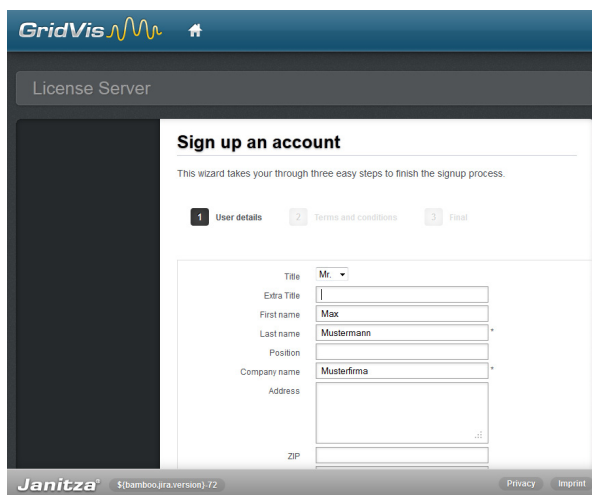 GridVis
License Server
Sign up an account
This wizard takes your through three easy steps to finish the signup process.
1 User details 2 Terms and conditions 3 Final
Title Mr.
Extra Title
First name Max
Last name Mustermann *
Position
Company name Musterfirma *
Address
ZIP
Janitza® ${bamboo.jira.version}-72 Privacy Imprint